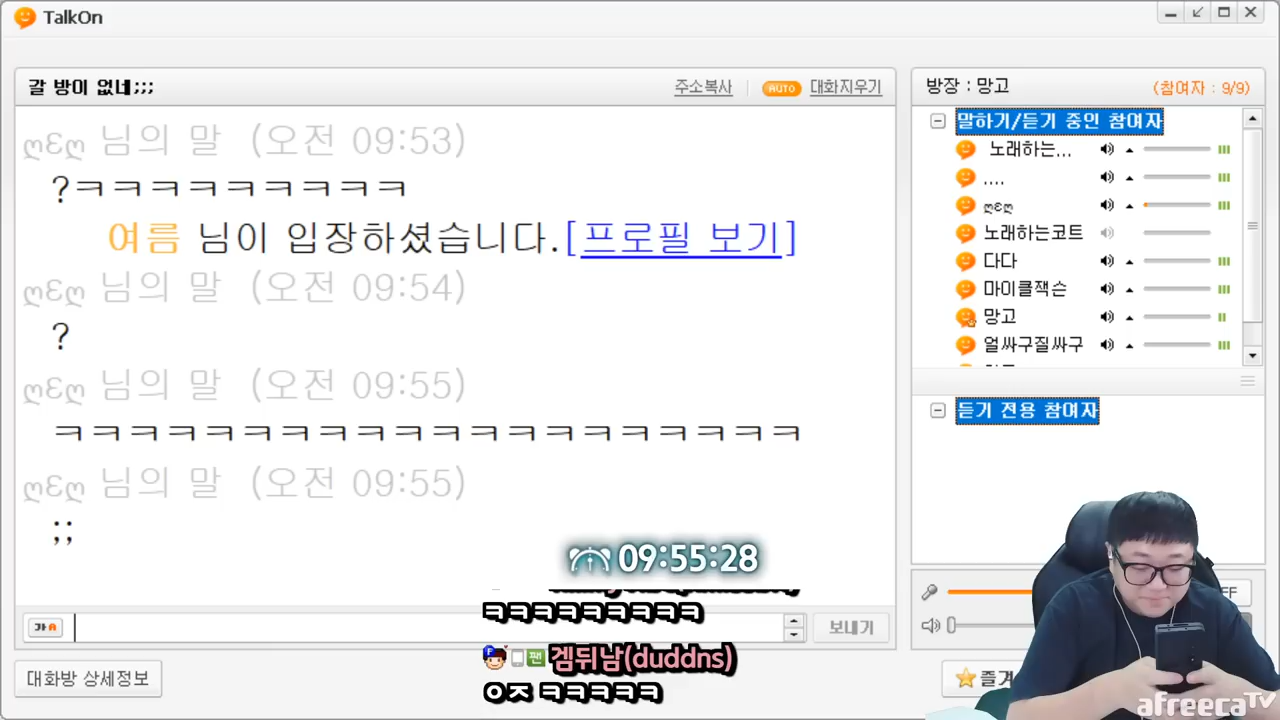 TalkOn
갈 방이 없네;;;
주소복사
AUTO
대화지우기
ღεღ 님의 말 (오전 09:53)
?ㅋㅋㅋㅋㅋㅋㅋㅋㅋ
여름 님이 입장하셨습니다.[프로필 보기]
ღεღ 님의 말 (오전 09:54)
?
ღεღ 님의 말 (오전 09:55)
ㅋㅋㅋㅋㅋㅋㅋㅋㅋㅋㅋㅋㅋㅋㅋㅋㅋㅋㅋㅋ
ღεღ 님의 말 (오전 09:55)
;;
가A
보내기
대화방 상세정보
방장 : 망고
(참여자 : 9/9)
말하기/듣기 중인 참여자
노래하는...
....
ღεღ
노래하는코트
다다
마이클잭슨
망고
얼싸구질싸구
듣기 전용 참여자
FF
즐겨
09:55:28
ㅋㅋㅋㅋㅋㅋㅋㅋㅋ
팬 겜뒤남(duddns)
ㅇㅈ ㅋㅋㅋㅋㅋ
afreecaTV